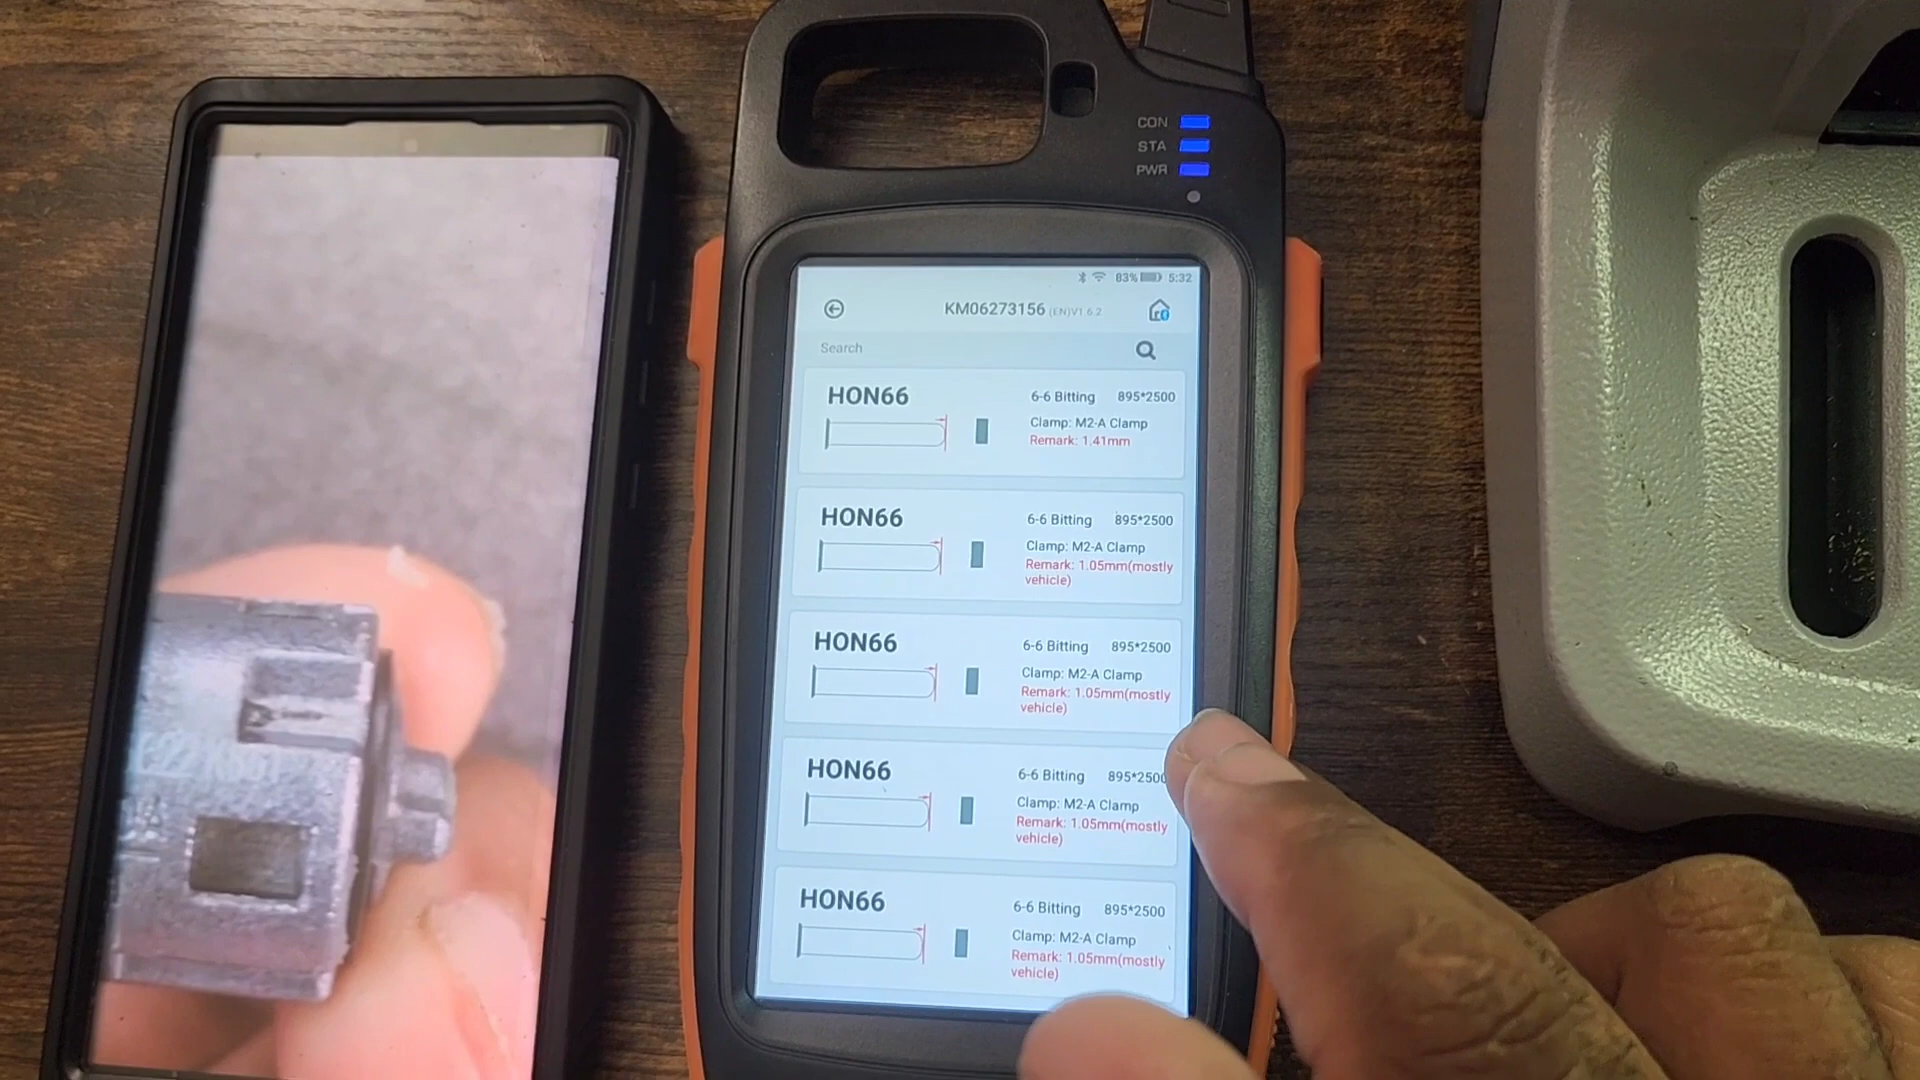 CON
STA
PWR
83% 5:32
KM06273156 (EN)V1.6.2
Search
HON66
6-6 Bitting 895*2500
Clamp: M2-A Clamp
Remark: 1.41mm
HON66
6-6 Bitting 895*2500
Clamp: M2-A Clamp
Remark: 1.05mm(mostly
vehicle)
HON66
6-6 Bitting 895*2500
Clamp: M2-A Clamp
Remark: 1.05mm(mostly
vehicle)
HON66
6-6 Bitting 895*2500
Clamp: M2-A Clamp
Remark: 1.05mm(mostly
vehicle)
HON66
6-6 Bitting 895*2500
Clamp: M2-A Clamp
Remark: 1.05mm(mostly
vehicle)